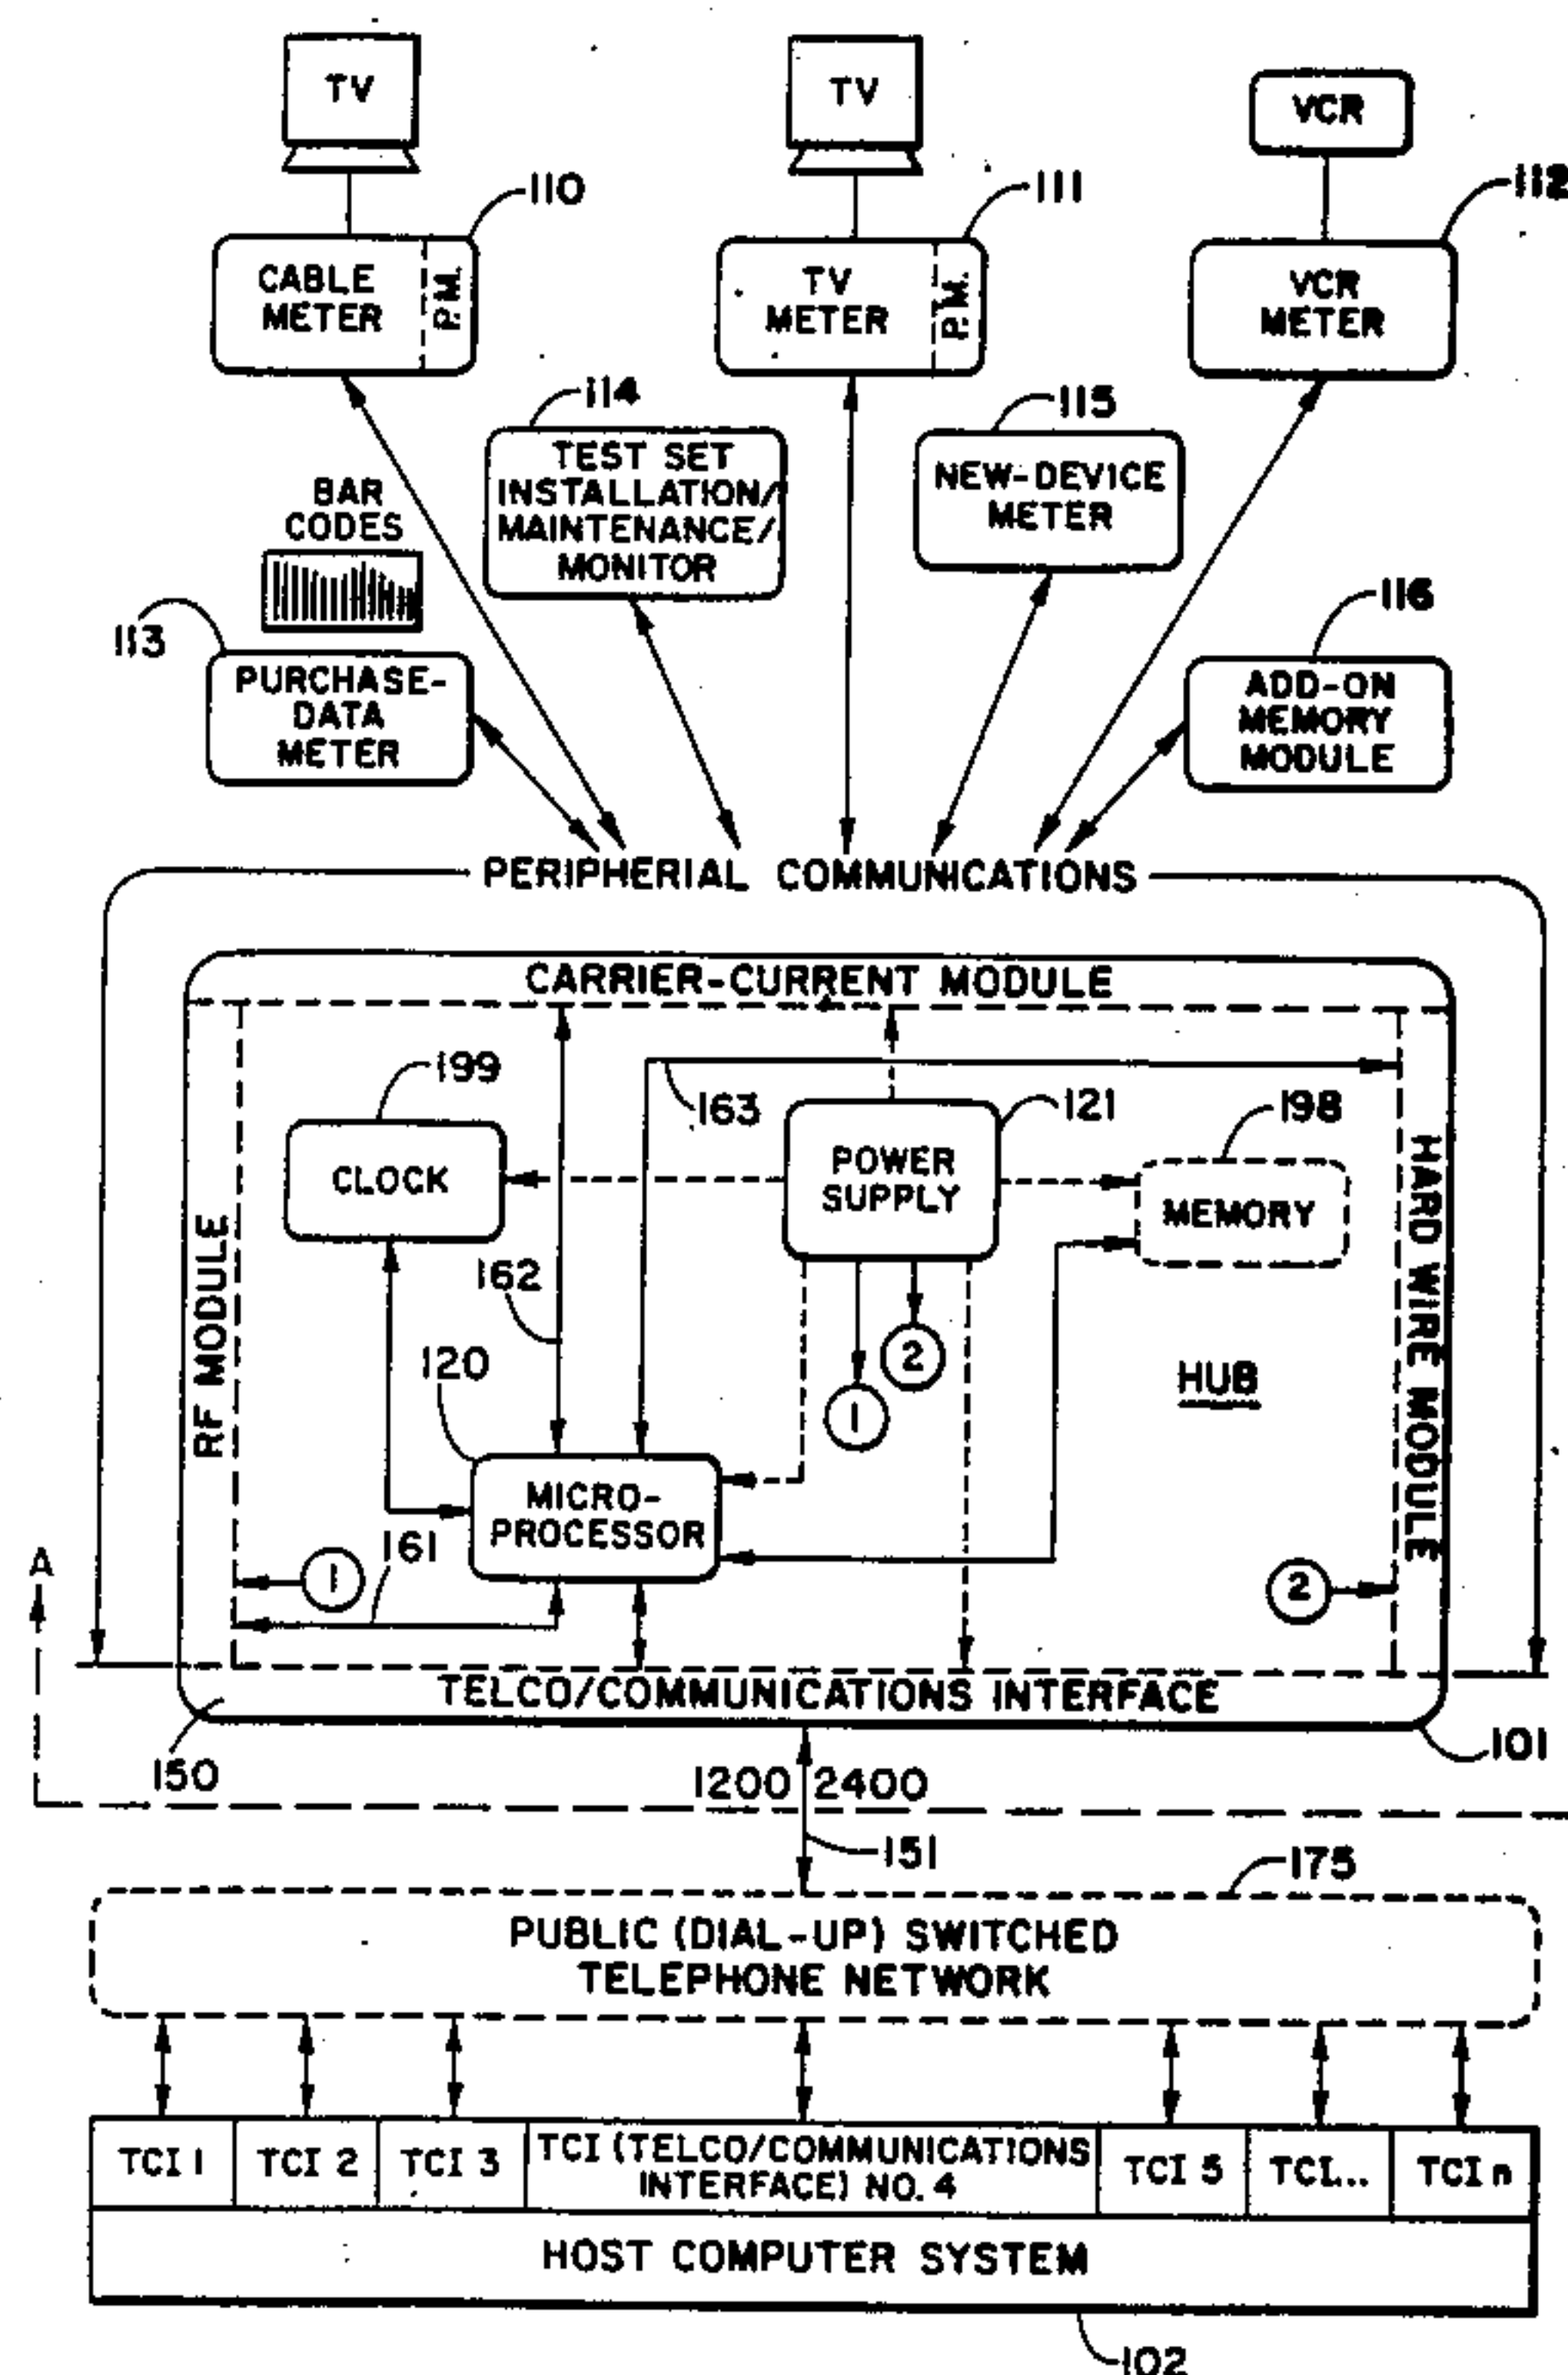 TV
TV
VCR
110
111
112
CABLE
METER
P.M.
TV
METER
P.M.
VCR
METER
114
115
TEST SET
INSTALLATION/
MAINTENANCE/
MONITOR
NEW-DEVICE
METER
BAR
CODES
116
113
PURCHASE-
DATA
METER
ADD-ON
MEMORY
MODULE
PERIPHERIAL COMMUNICATIONS
CARRIER-CURRENT MODULE
199
163
121
198
CLOCK
POWER
SUPPLY
MEMORY
RF MODULE
HARD WIRE MODULE
162
120
2
1
HUB
MICRO-
PROCESSOR
A
161
1
2
TELCO/COMMUNICATIONS INTERFACE
150
101
1200 2400
151
175
PUBLIC (DIAL-UP) SWITCHED
TELEPHONE NETWORK
TCI 1
TCI 2
TCI 3
TCI (TELCO/COMMUNICATIONS
INTERFACE) NO. 4
TCI 5
TCI...
TCI n
HOST COMPUTER SYSTEM
102